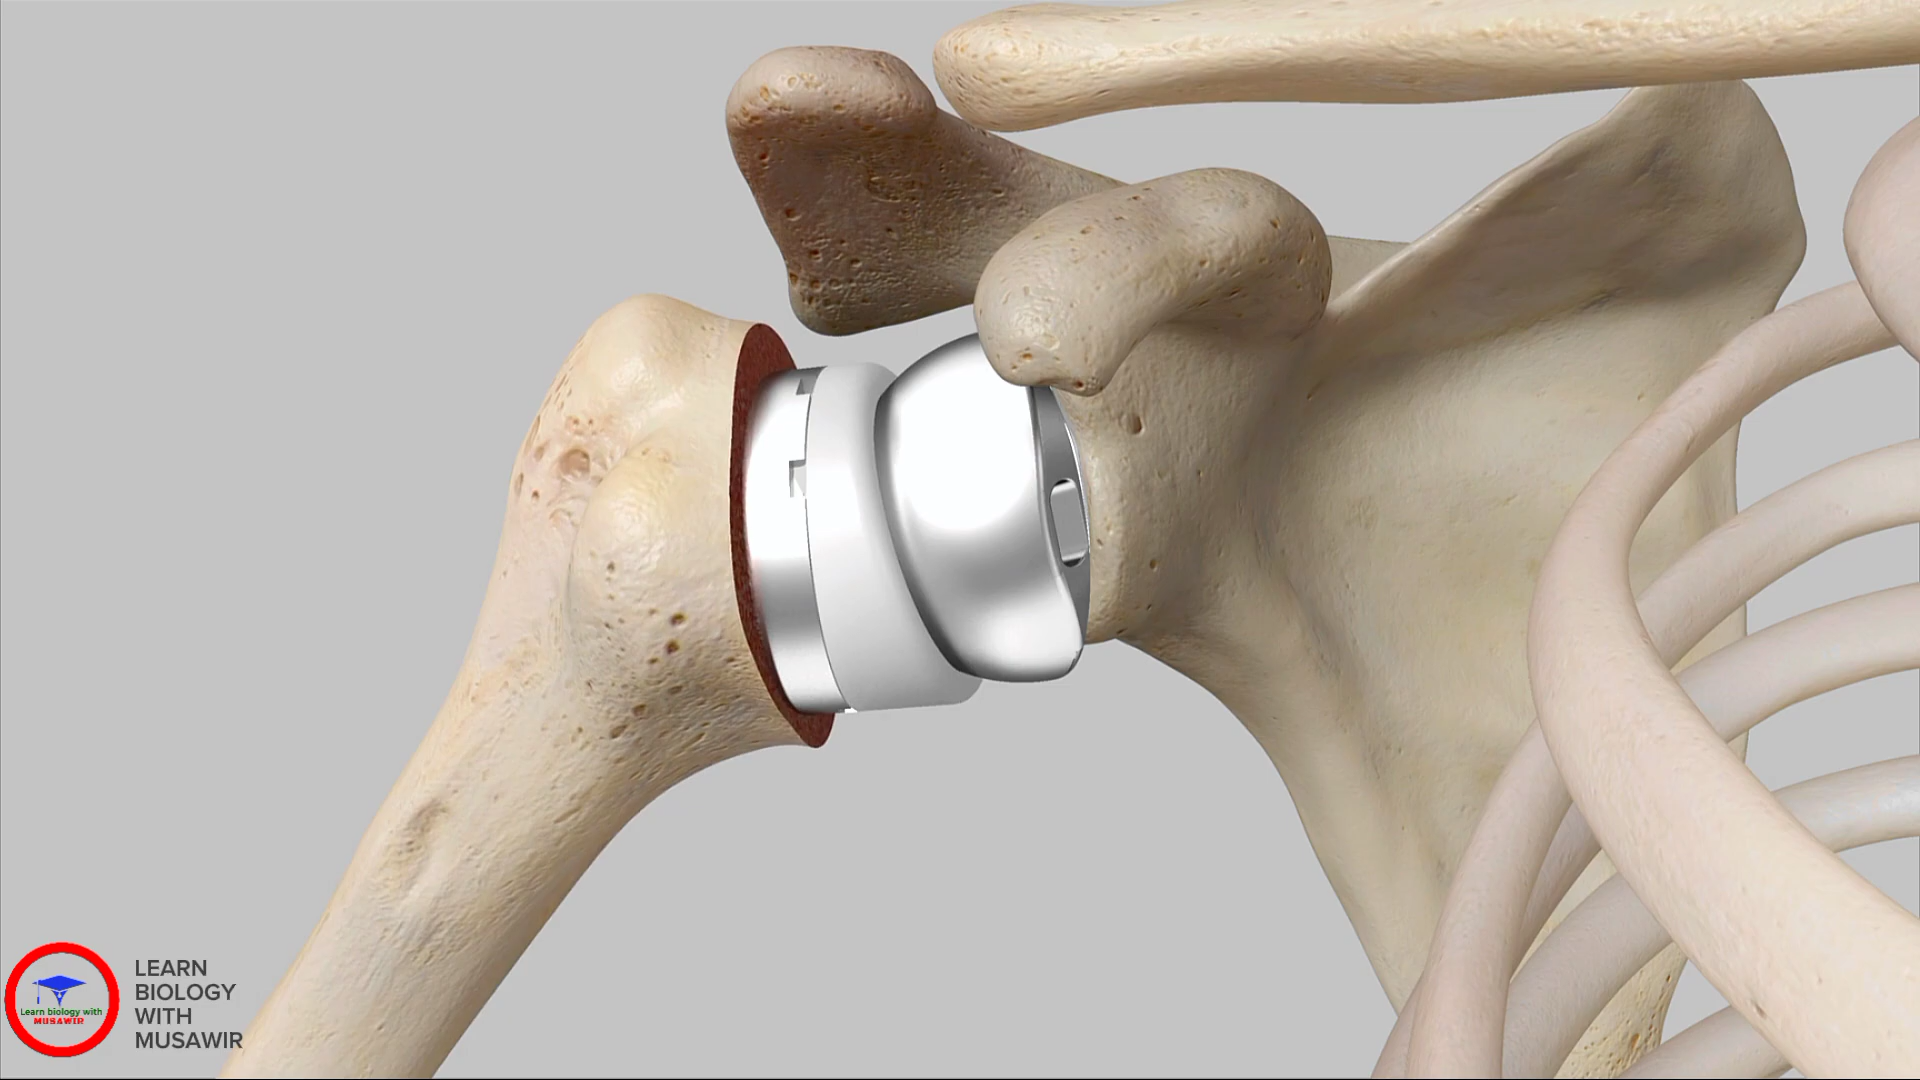 Learn biology with
MUSAWIR
LEARN
BIOLOGY
WITH
MUSAWIR